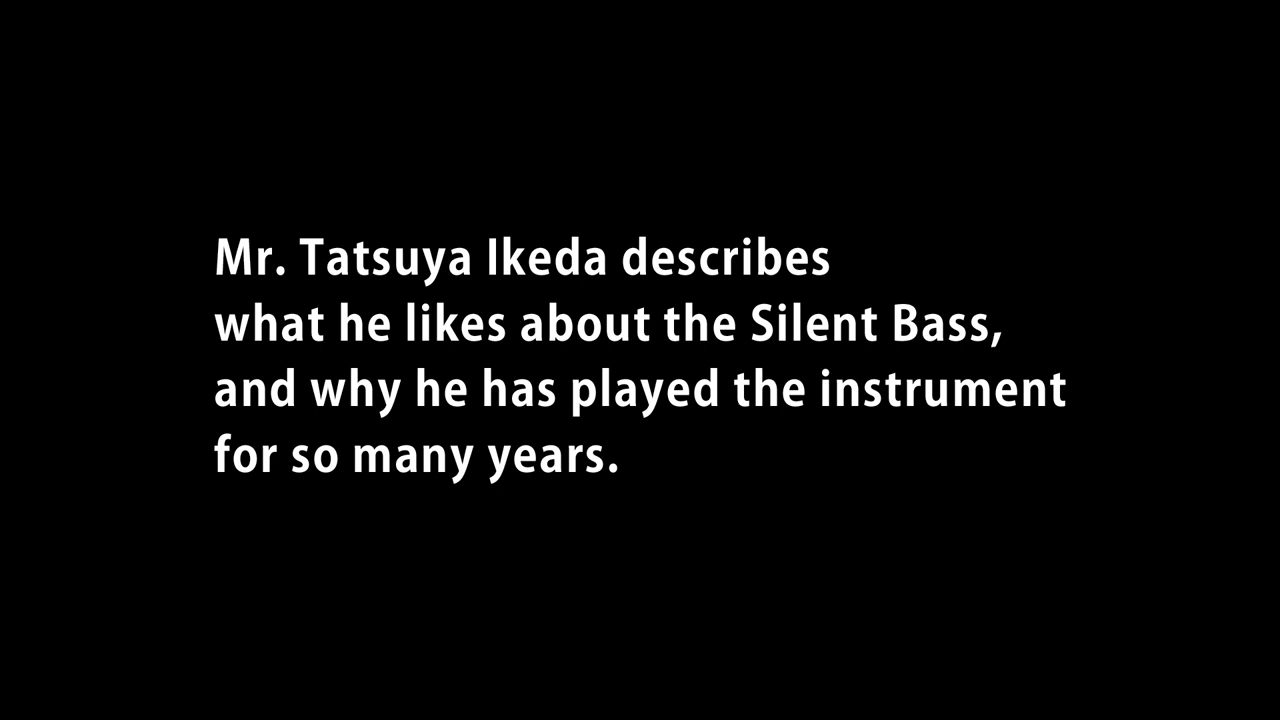 Mr. Tatsuya Ikeda describes
what he likes about the Silent Bass,
and why he has played the instrument
for so many years.